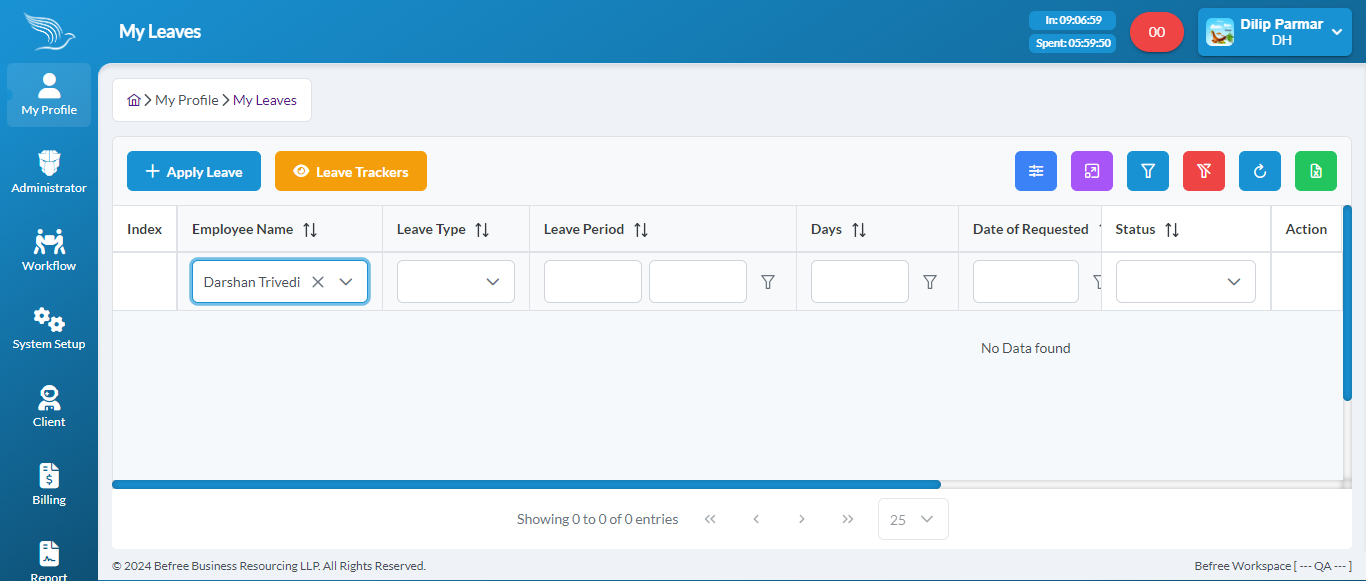 My Leaves
In: 09:06:59
Spent: 05:59:50
00
Dilip Parmar
DH
My Profile
Administrator
Workflow
System Setup
Client
Billing
Report
My Profile
My Leaves
Apply Leave
Leave Trackers
Index
Employee Name
Leave Type
Leave Period
Days
Date of Requested
Status
Action
Darshan Trivedi
No Data found
Showing 0 to 0 of 0 entries
25
© 2024 Befree Business Resourcing LLP. All Rights Reserved.
Befree Workspace [ --- QA --- ]